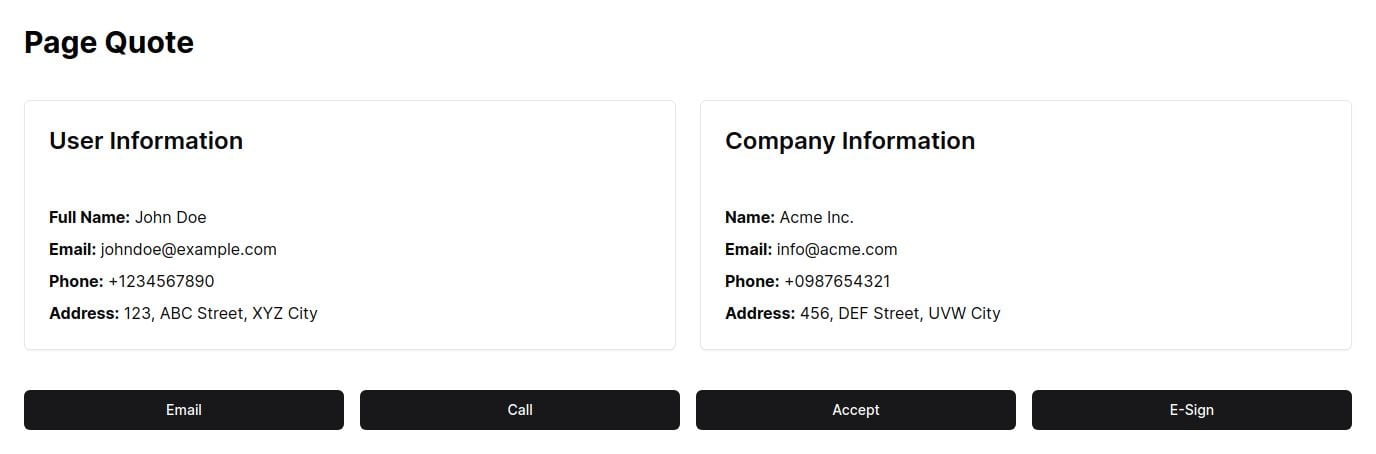 Page Quote
User Information
Full Name: John Doe
Email: johndoe@example.com
Phone: +1234567890
Address: 123, ABC Street, XYZ City
Company Information
Name: Acme Inc.
Email: info@acme.com
Phone: +0987654321
Address: 456, DEF Street, UVW City
Email
Call
Accept
E-Sign